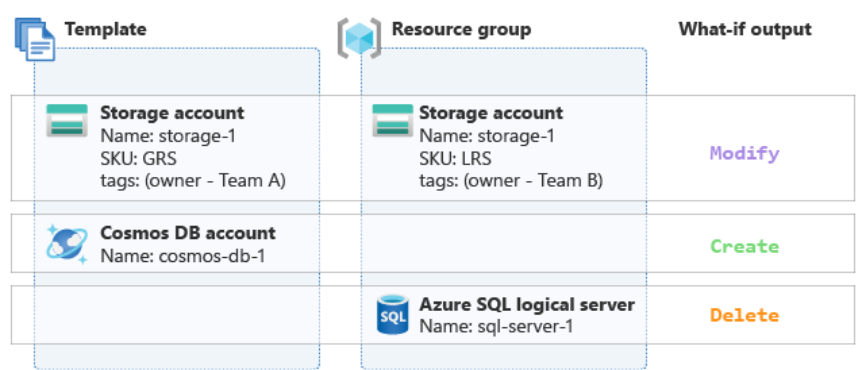 Template
Resource group
What-if output
Storage account
Name: storage-1
SKU: GRS
tags: (owner - Team A)
Storage account
Name: storage-1
SKU: LRS
tags: (owner - Team B)
Modify
Cosmos DB account
Name: cosmos-db-1
Create
SQL
Azure SQL logical server
Name: sql-server-1
Delete